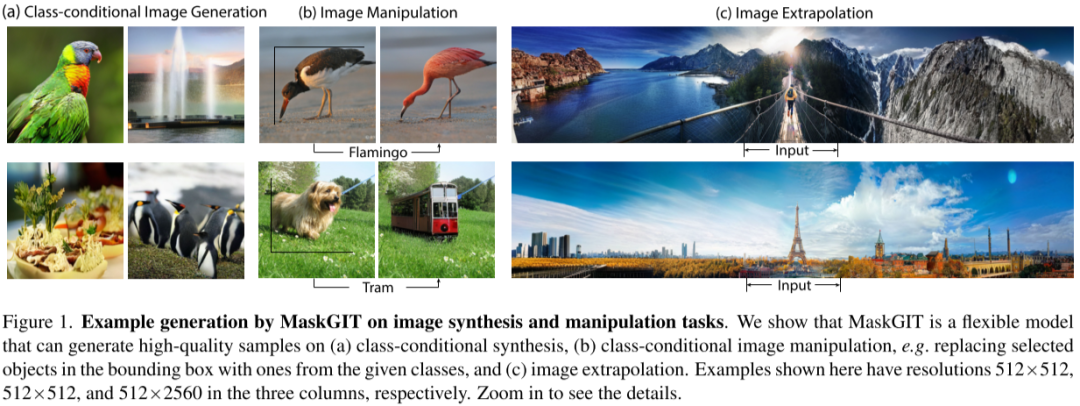 (a) Class-conditional Image Generation
(b) Image Manipulation
(c) Image Extrapolation
Flamingo
Input
Tram
Input
Figure 1. Example generation by MaskGIT on image synthesis and manipulation tasks. We show that MaskGIT is a flexible model
that can generate high-quality samples on (a) class-conditional synthesis, (b) class-conditional image manipulation, e.g. replacing selected
objects in the bounding box with ones from the given classes, and (c) image extrapolation. Examples shown here have resolutions 512×512,
512×512, and 512×2560 in the three columns, respectively. Zoom in to see the details.